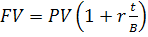 FV = PV(1 + r t/B)